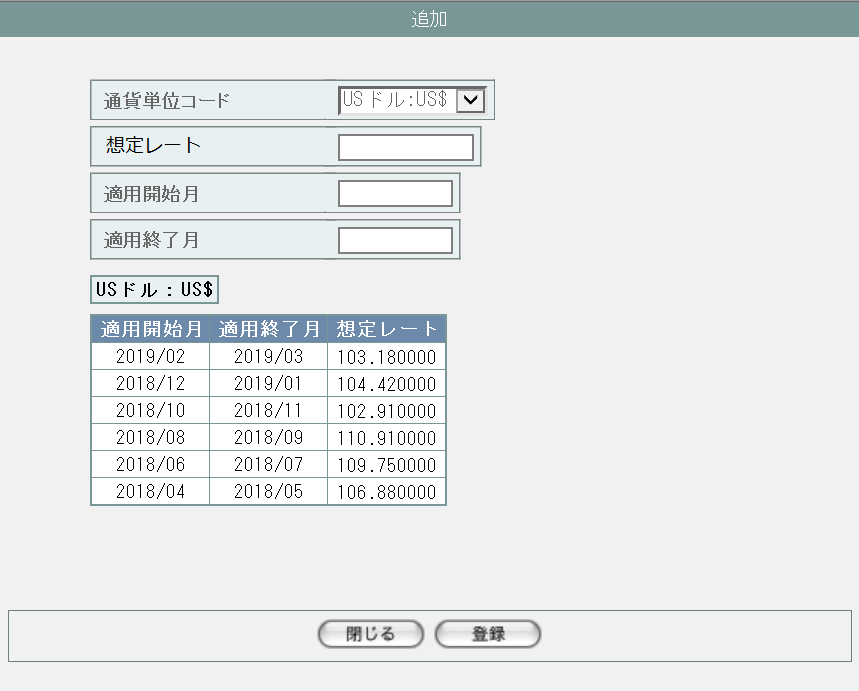 追加
通貨単位コード USドル:US$
想定レート
適用開始月
適用終了月
USドル：US$
適用開始月 適用終了月 想定レート
2019/02 2019/03 103.180000
2018/12 2019/01 104.420000
2018/10 2018/11 102.910000
2018/08 2018/09 110.910000
2018/06 2018/07 109.750000
2018/04 2018/05 106.880000
閉じる 登録